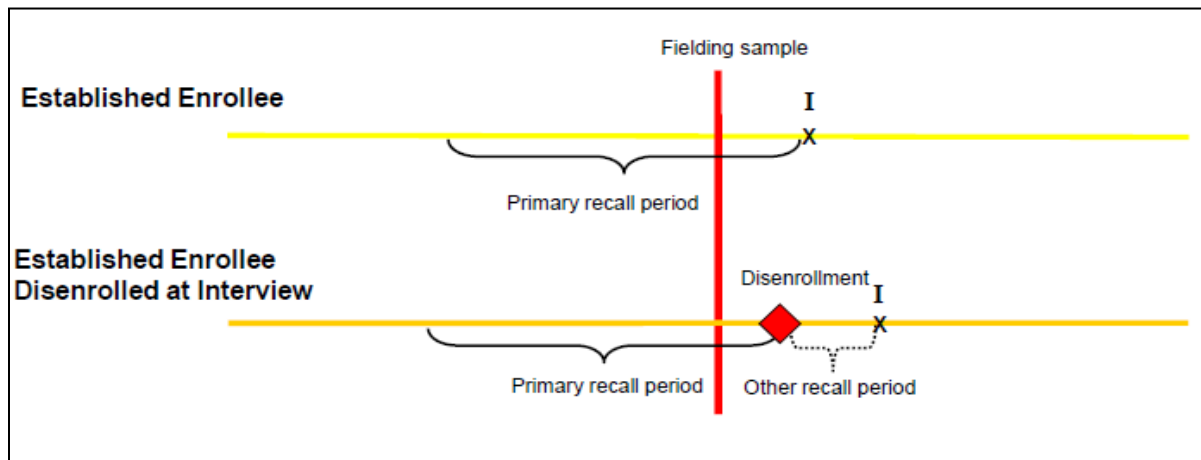 Fielding sample
Established Enrollee
I
X
Primary recall period
Established Enrollee
Disenrolled at Interview
Disenrollment
I
X
Primary recall period
Other recall period